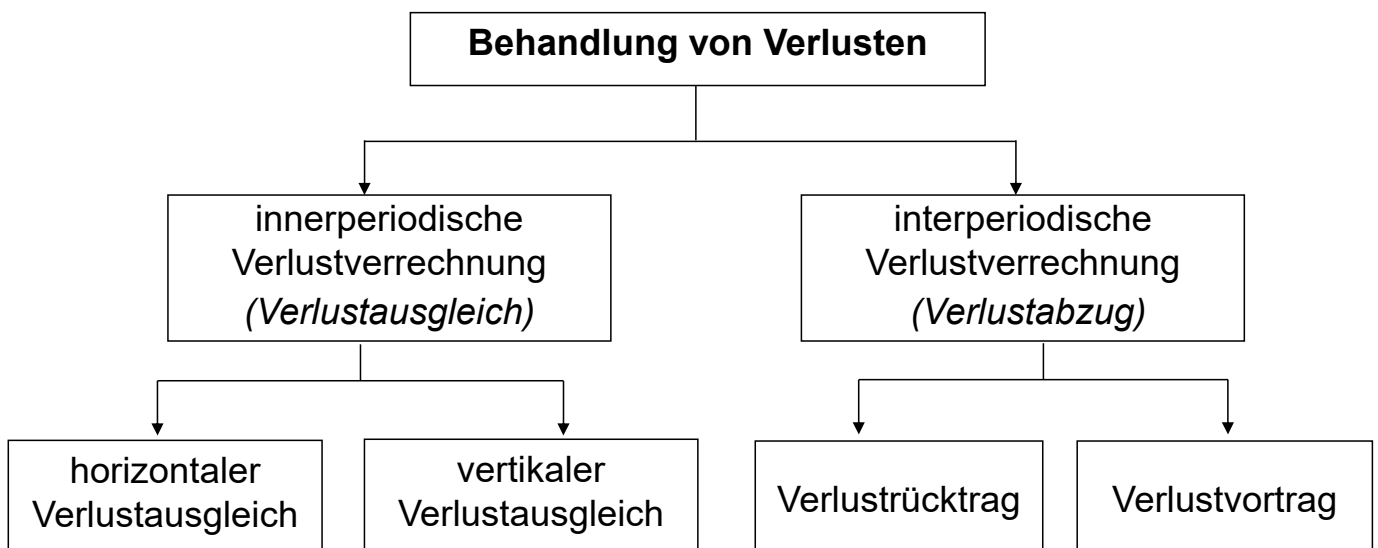 Behandlung von Verlusten
innerperiodische
Verlustverrechnung
(Verlustausgleich)
interperiodische
Verlustverrechnung
(Verlustabzug)
horizontaler
Verlustausgleich
vertikaler
Verlustausgleich
Verlustrücktrag
Verlustvortrag